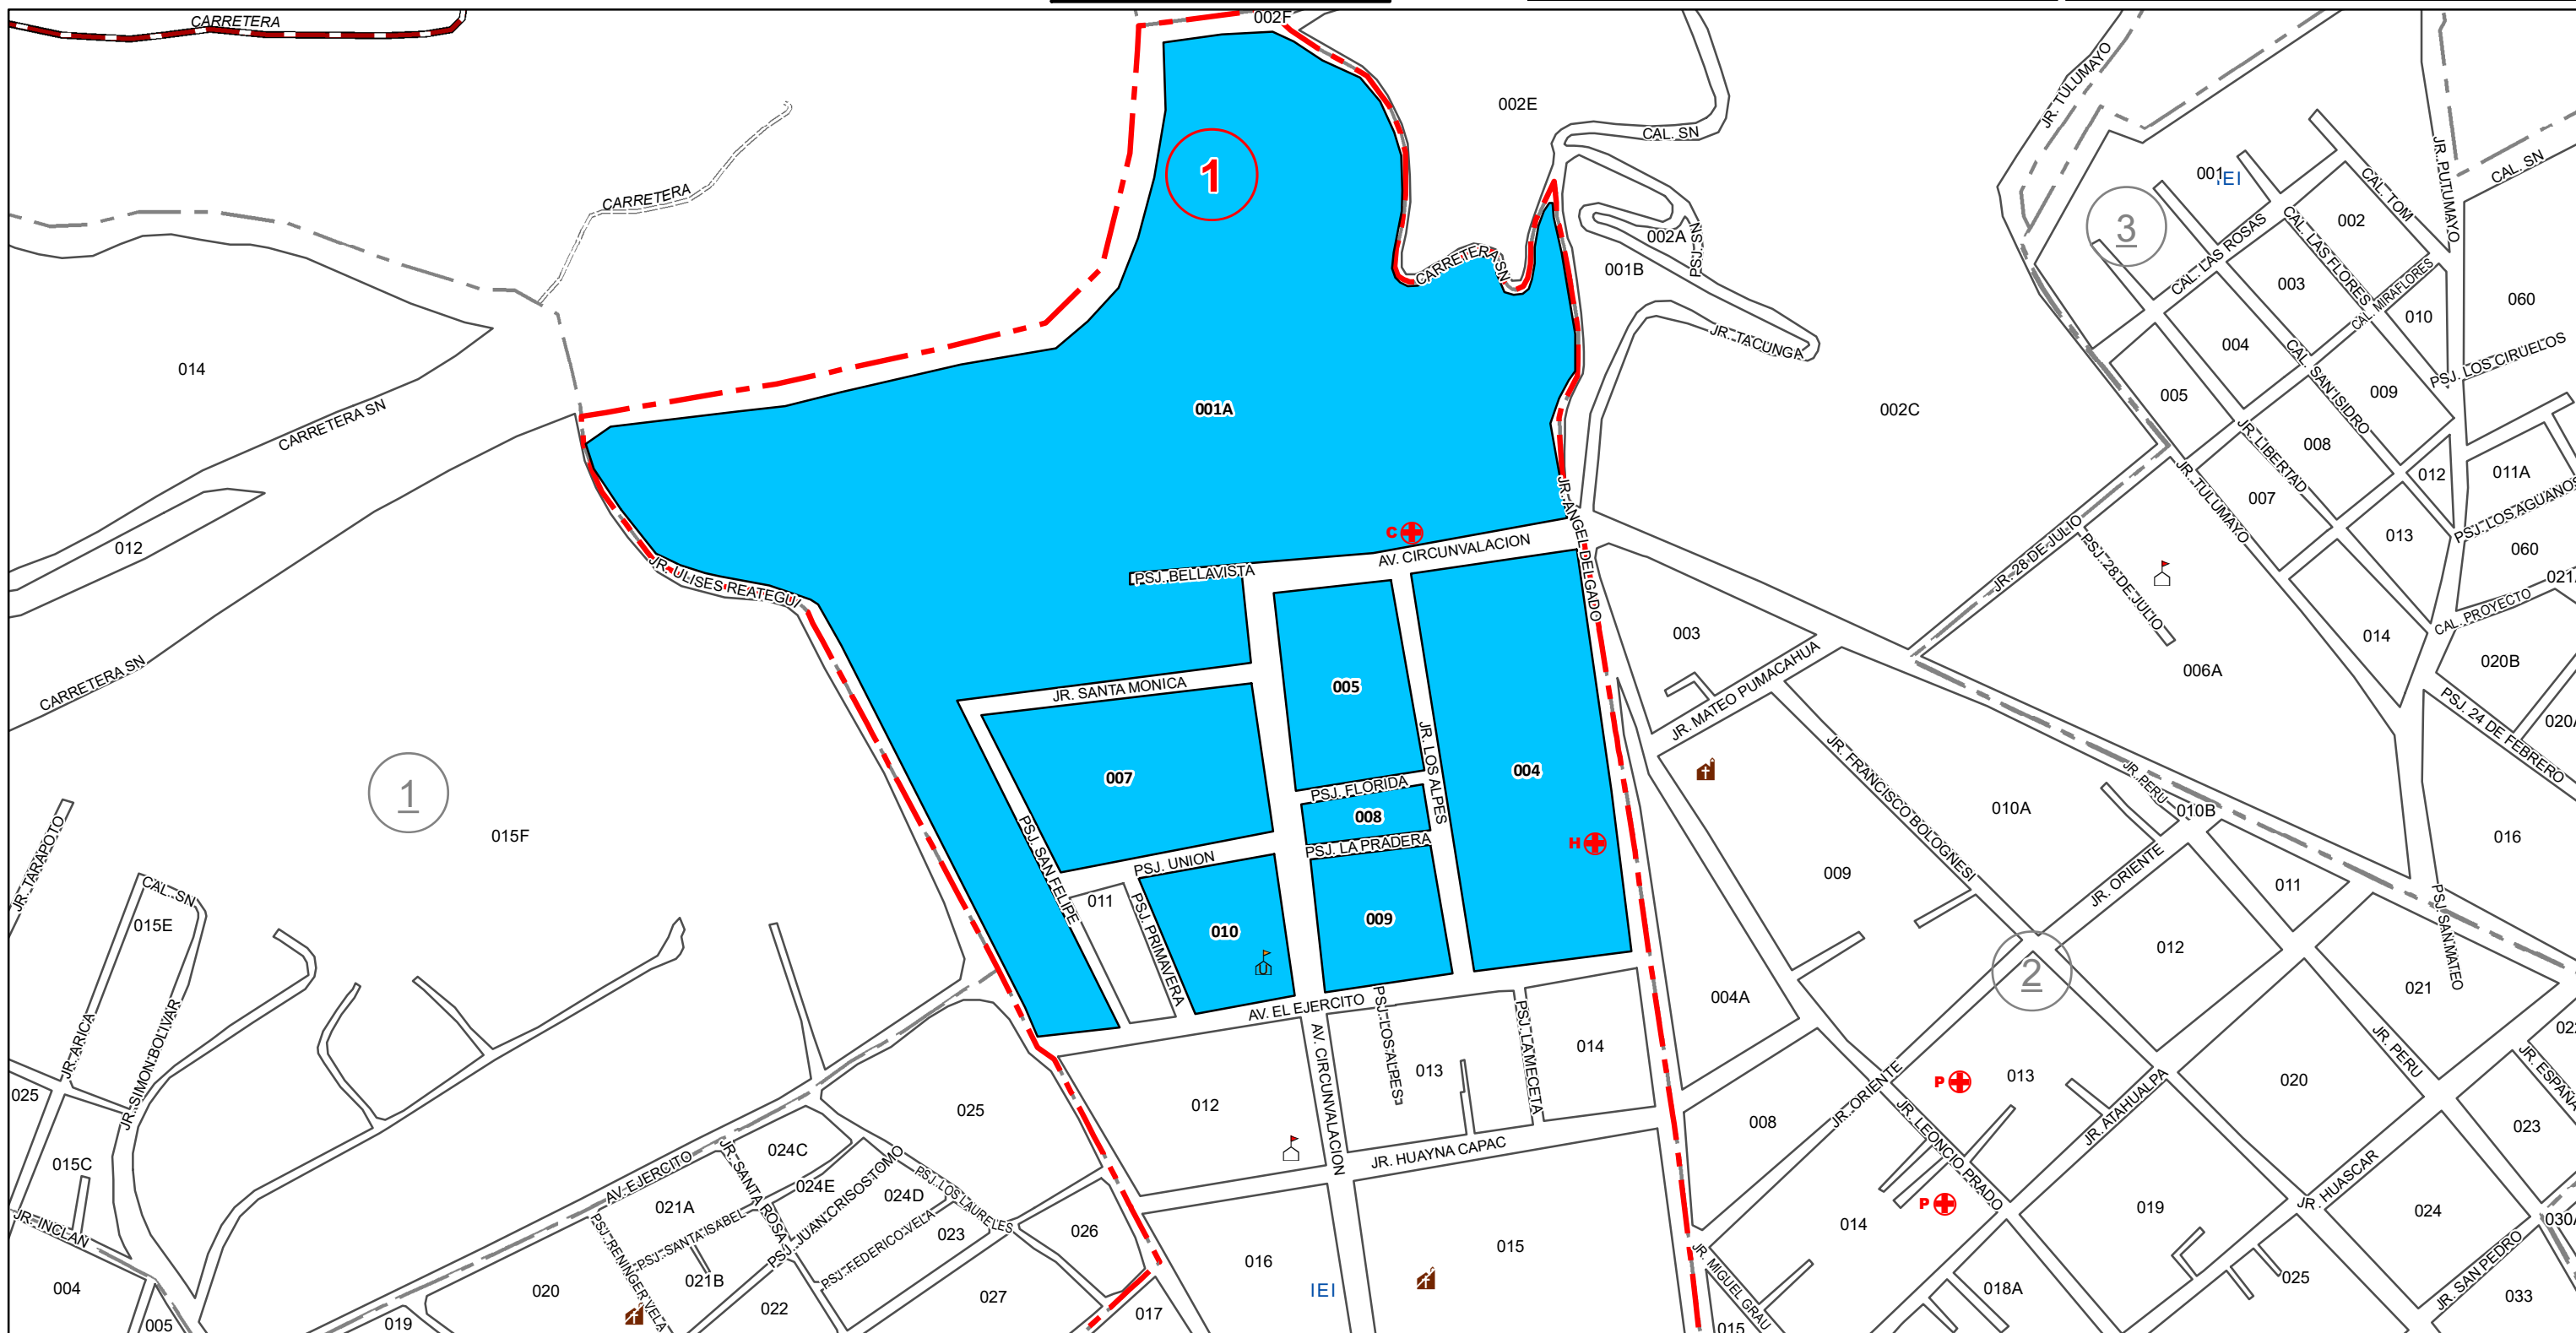 CARRETERA
002F
002E
CAL. SN
JR. TULUMAYO
JR. PUTUMAYO
CAL. SN
1
001
IEI
CAL. TOM
CARRETERA
3
002
CAL. LAS ROSAS
CAL. LAS FLORES
002A
PSJ. SN
CARRETERA SN
001B
003
CAL. MIRAFLORES
060
010
JR. TACUNGA
004
CAL. SAN ISIDRO
PSJ. LOS CIRUELOS
014
005
009
001A
002C
CARRETERA SN
JR. LIBERTAD
008
012
011A
JR. TULUMAYO
007
PSJ. LOS AGUANOS
JR. ANGEL DELGADO
C
013
012
AV. CIRCUNVALACION
JR. 28 DE JULIO
PSJ. 28 DE JULIO
060
PSJ. BELLAVISTA
JR. ULISES REATEGUI
CAL. PROYECTO
003
014
020B
CARRETERA SN
JR. SANTA MONICA
005
JR. MATEO PUMACAHUA
006A
PSJ. 24 DE FEBRERO
007
JR. LOS ALPES
004
JR. FRANCISCO BOLOGNESI
JR. PERU
1
PSJ. FLORIDA
008
010A
010B
016
015F
PSJ. LA PRADERA
H
JR. TARAPOTO
PSJ. SAN FELIPE
PSJ. UNION
009
JR. ORIENTE
011
CAL. SN
011
PSJ. PRIMAVERA
010
009
PSJ. SAN MATEO
015E
012
2
004A
021
JR. ARICA
JR. SIMON BOLIVAR
AV. EL EJERCITO
PSJ. LOS ALPES
PSJ. LA MECETA
AV. CIRCUNVALACION
014
013
JR. PERU
JR. ESPAÑA
025
025
012
JR. ORIENTE
P
013
020
JR. ATAHUALPA
JR. LEONCIO PRADO
008
023
015C
024C
JR. HUAYNA CAPAC
AV. EJERCITO
JR. SANTA ROSA
024E
PSJ. JUAN CRISOSTOMO
024D
PSJ. LOS LAURELES
P
JR. HUASCAR
021A
PSJ. SANTA ISABEL
019
024
JR. INCLAN
PSJ. RENINGER VELA
PSJ. FEDERICO VELA
023
026
014
015
016
JR. MIGUEL GRAU
JR. SAN PEDRO
021B
004
020
IEI
018A
025
033
027
022
017
005
019
015